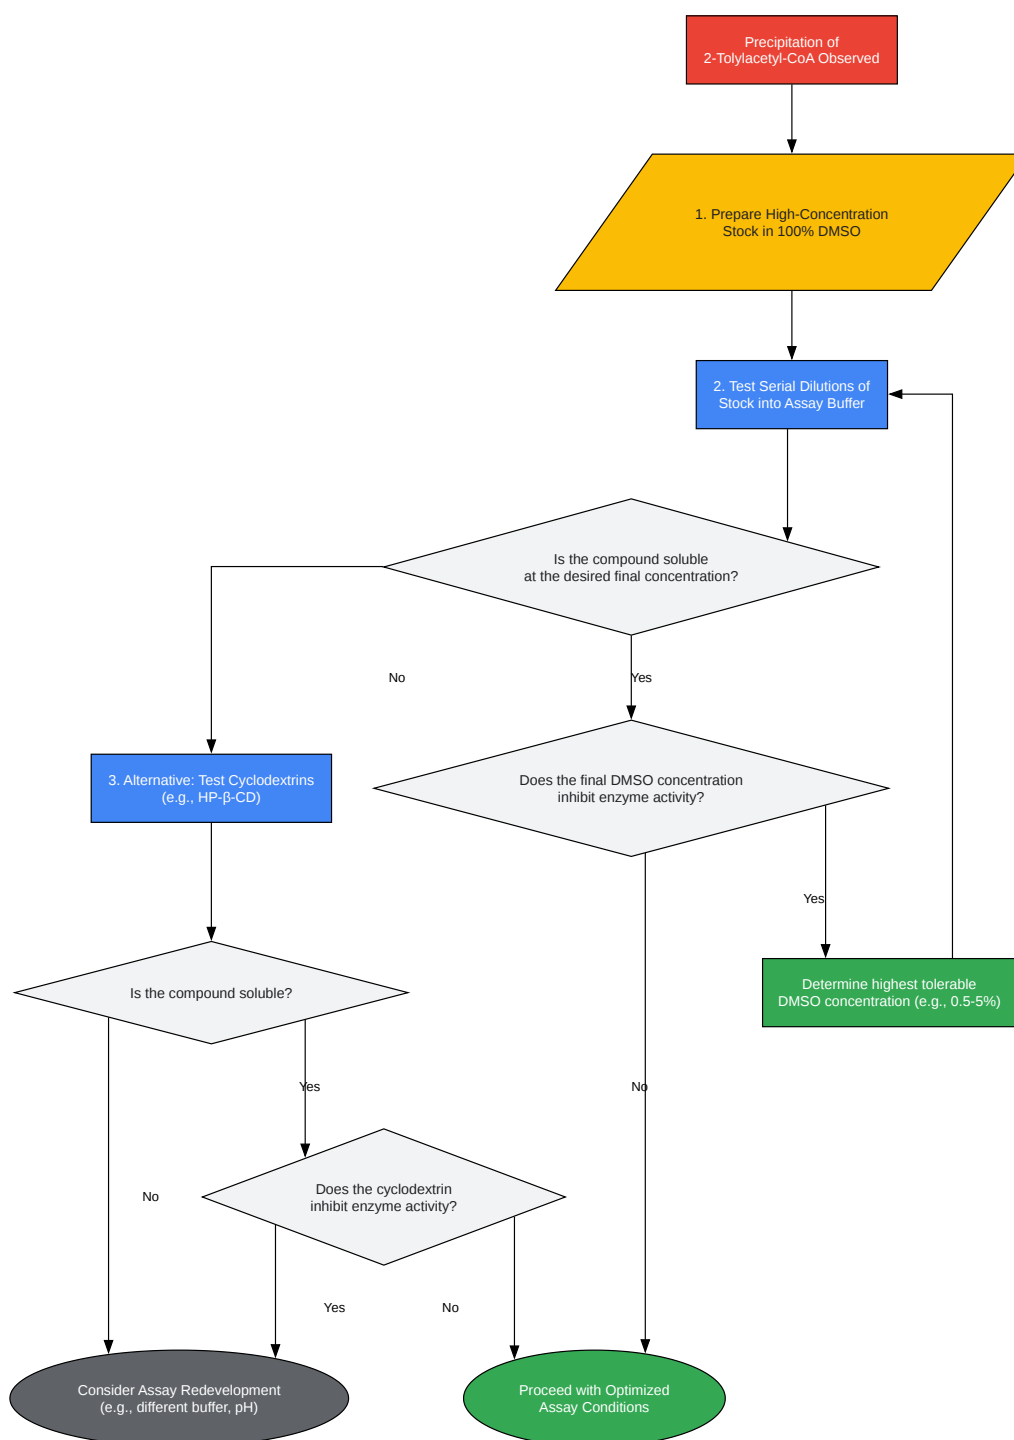 Precipitation of
2-Tolylacetyl-CoA Observed
1. Prepare High-Concentration
Stock in 100% DMSO
2. Test Serial Dilutions of
Stock into Assay Buffer
Is the compound soluble
at the desired final concentration?
No
Yes
3. Alternative: Test Cyclodextrins
(e.g., HP-β-CD)
Does the final DMSO concentration
inhibit enzyme activity?
Yes
Is the compound soluble?
Determine highest tolerable
DMSO concentration (e.g., 0.5-5%)
Yes
No
No
Does the cyclodextrin
inhibit enzyme activity?
Yes
No
Consider Assay Redevelopment
(e.g., different buffer, pH)
Proceed with Optimized
Assay Conditions